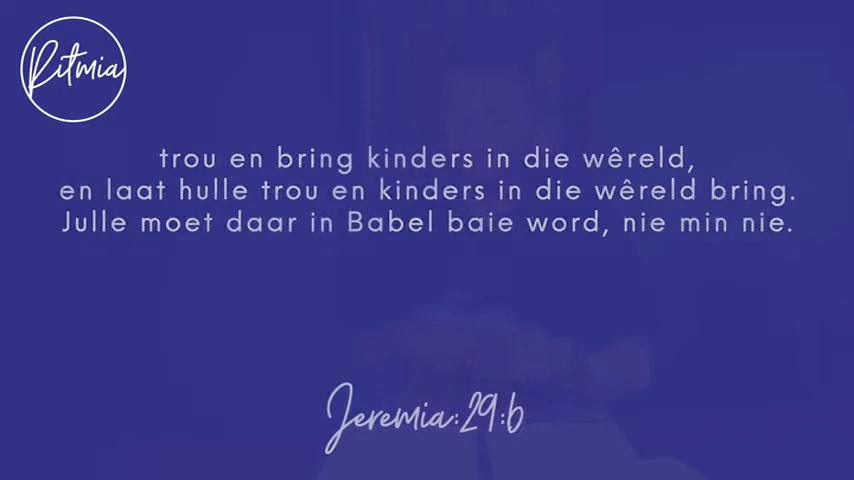 Ritmia
trou en bring kinders in die wêreld,
en laat hulle trou en kinders in die wêreld bring.
Julle moet daar in Babel baie word, nie min nie.
Jeremia:29:6